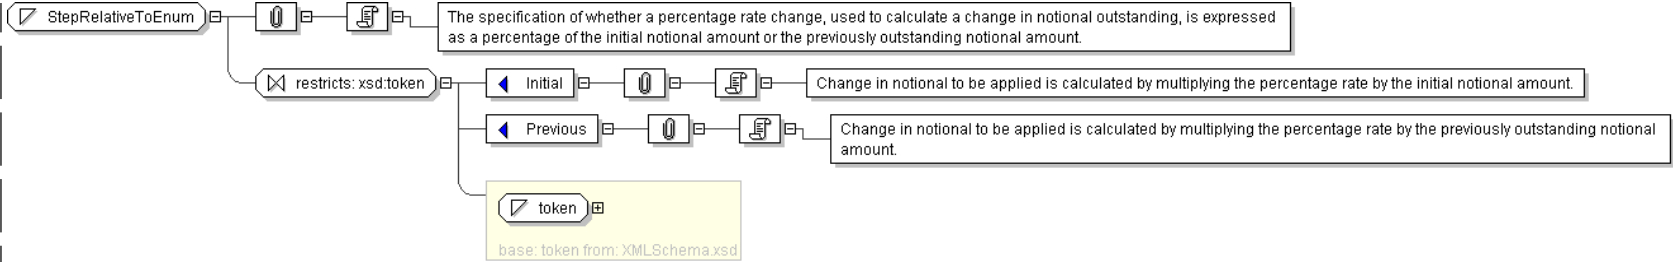 StepRelativeToEnum
The specification of whether a percentage rate change, used to calculate a change in notional outstanding, is expressed
as a percentage of the initial notional amount or the previously outstanding notional amount.
restricts: xsd:token
Initial
Change in notional to be applied is calculated by multiplying the percentage rate by the initial notional amount.
Previous
Change in notional to be applied is calculated by multiplying the percentage rate by the previously outstanding notional
amount.
token
base: token from: XMLSchema.xsd